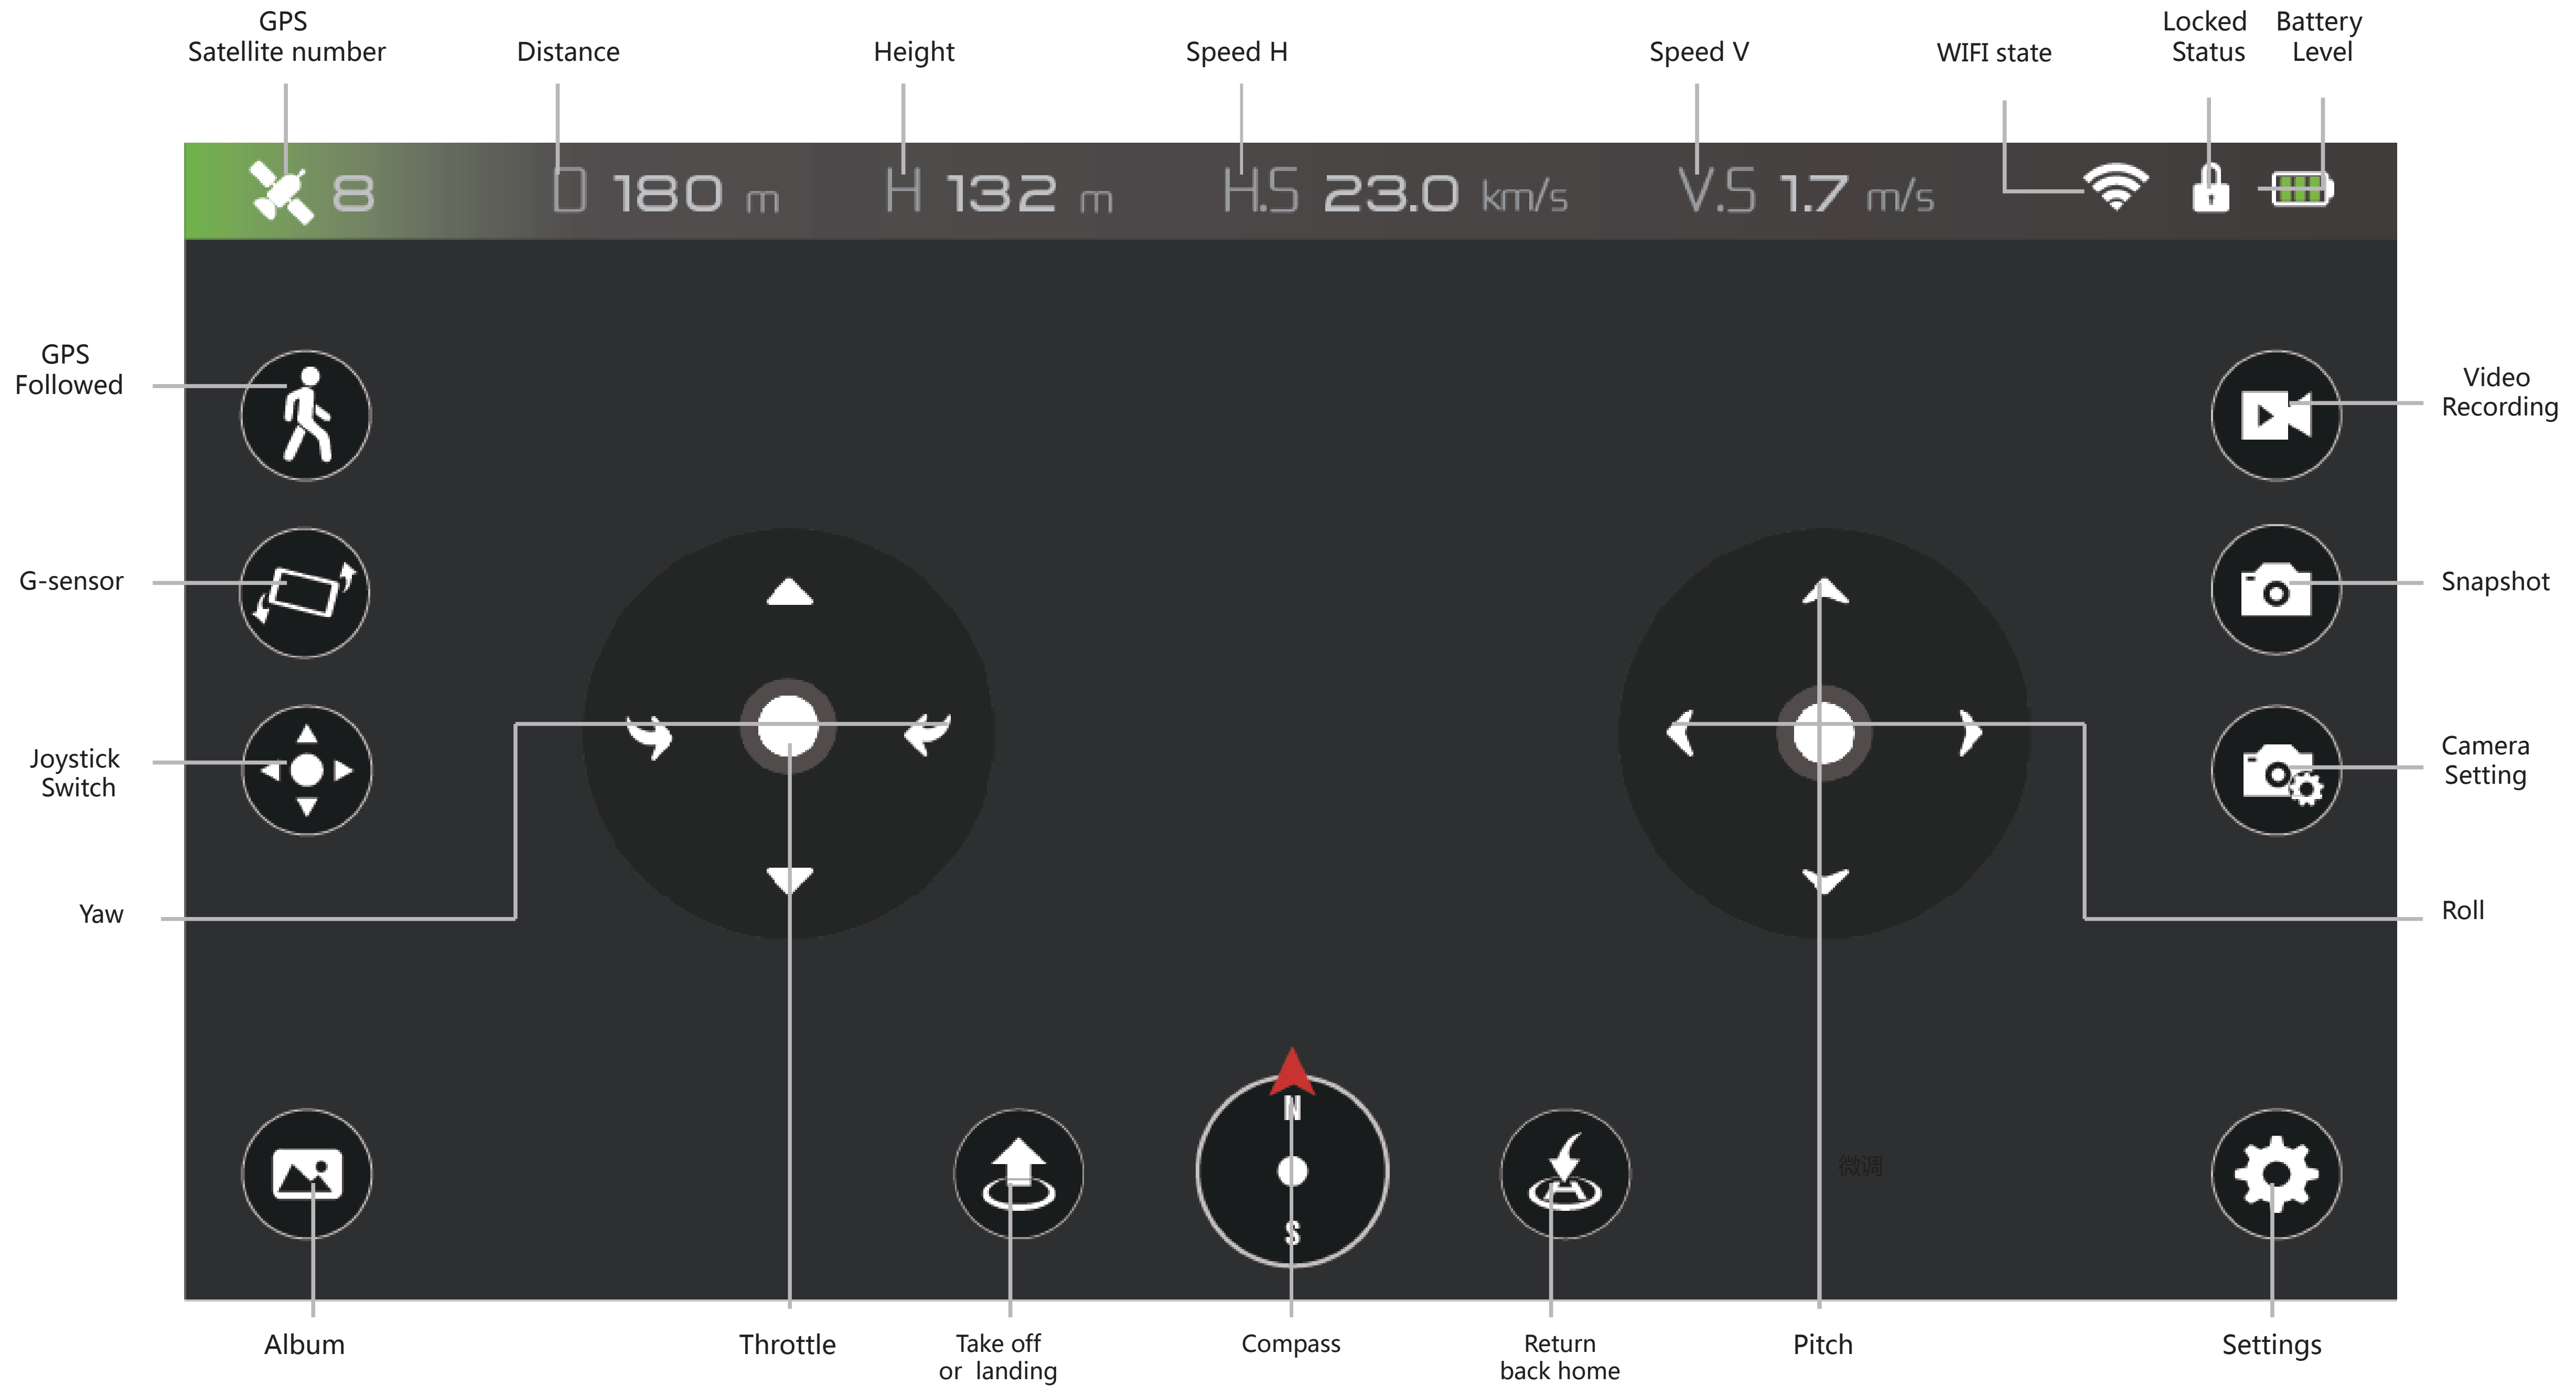 GPS
Satellite number
Distance
Height
Speed H
Speed V
WIFI state
Locked
Status
Battery
Level
8
D 180 m
H 132 m
H.S 23.0 km/s
V.S 1.7 m/s
GPS
Followed
G-sensor
Joystick
Switch
Yaw
Video
Recording
Snapshot
Camera
Setting
Roll
N
S
微调
Album
Throttle
Take off
or landing
Compass
Return
back home
Pitch
Settings